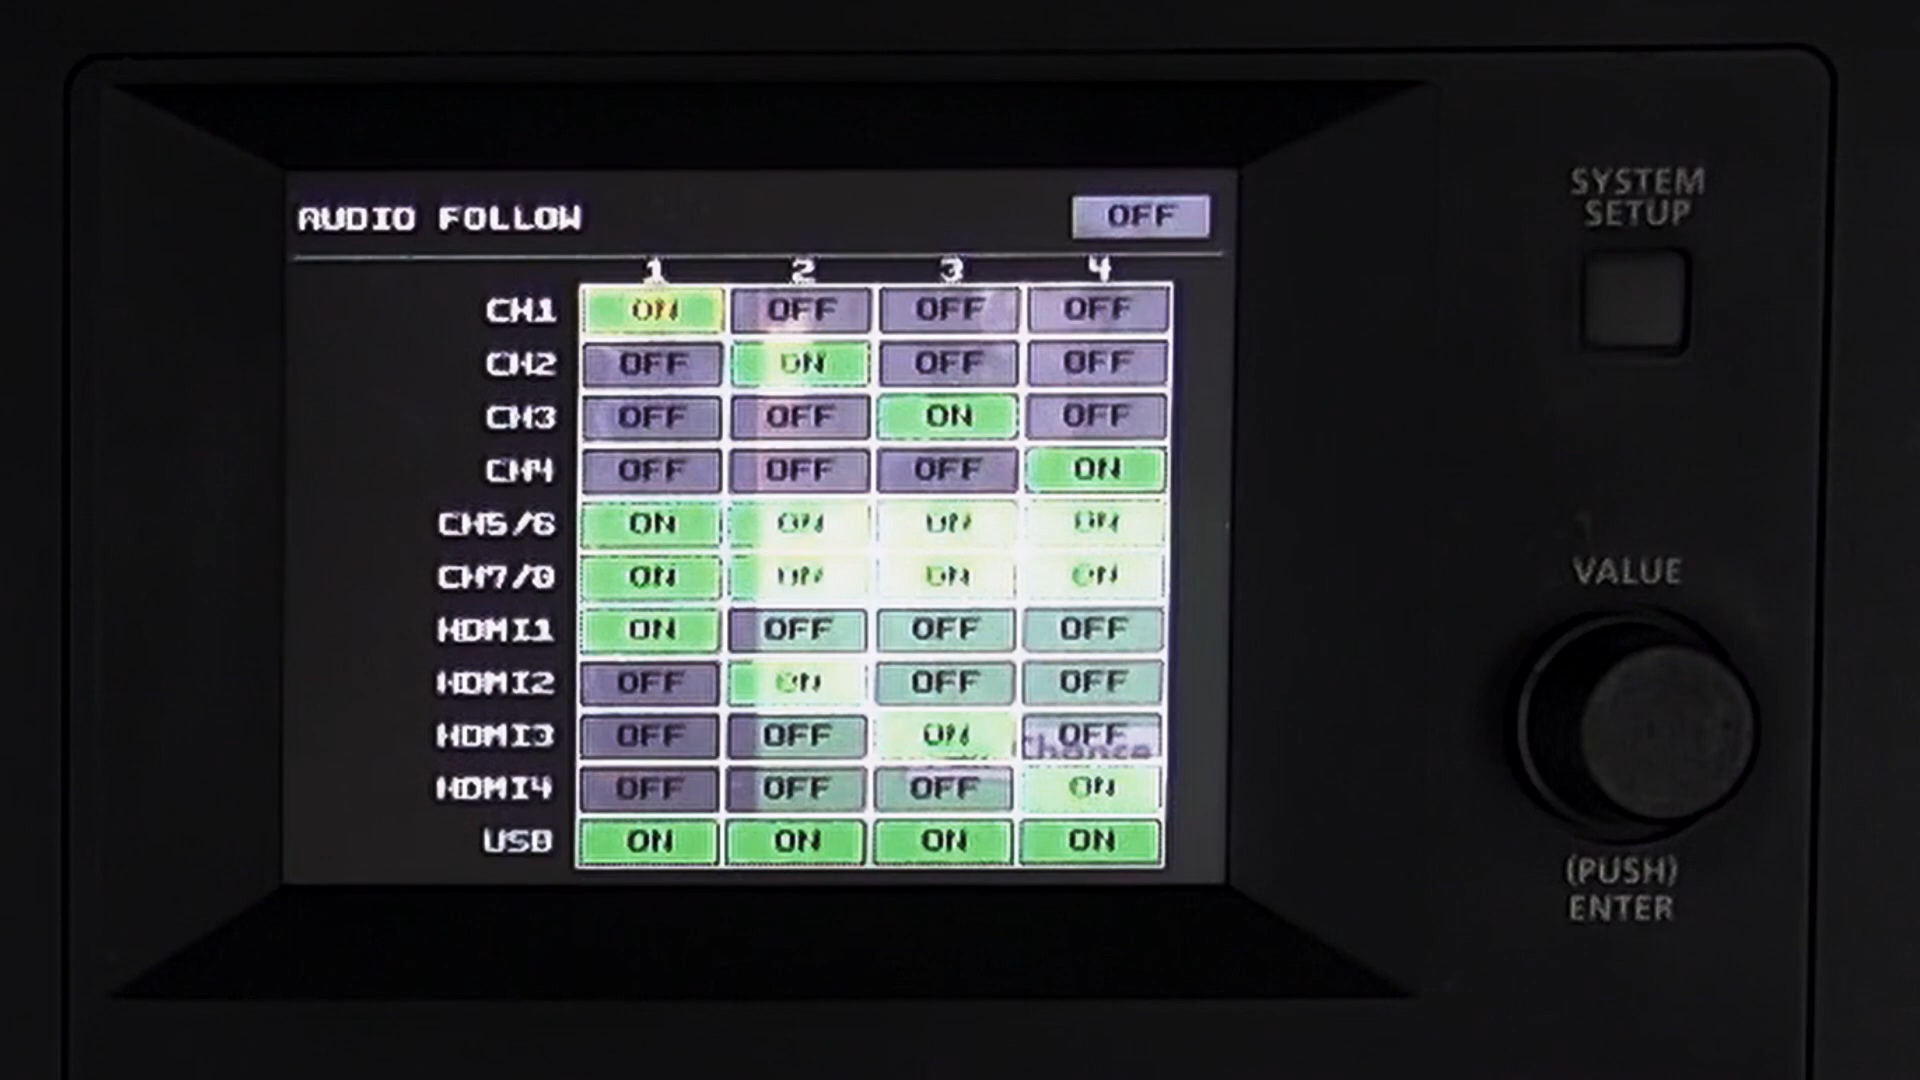 AUDIO FOLLOW OFF
1 2 3 4
CH1 ON OFF OFF OFF
CH2 OFF ON OFF OFF
CH3 OFF OFF ON OFF
CH4 OFF OFF OFF ON
CH5/6 ON ON ON ON
CH7/8 ON ON ON ON
HDMI1 ON OFF OFF OFF
HDMI2 OFF ON OFF OFF
HDMI3 OFF OFF ON OFF
HDMI4 OFF OFF OFF ON
USB ON ON ON ON
SYSTEM
SETUP
VALUE
(PUSH)
ENTER